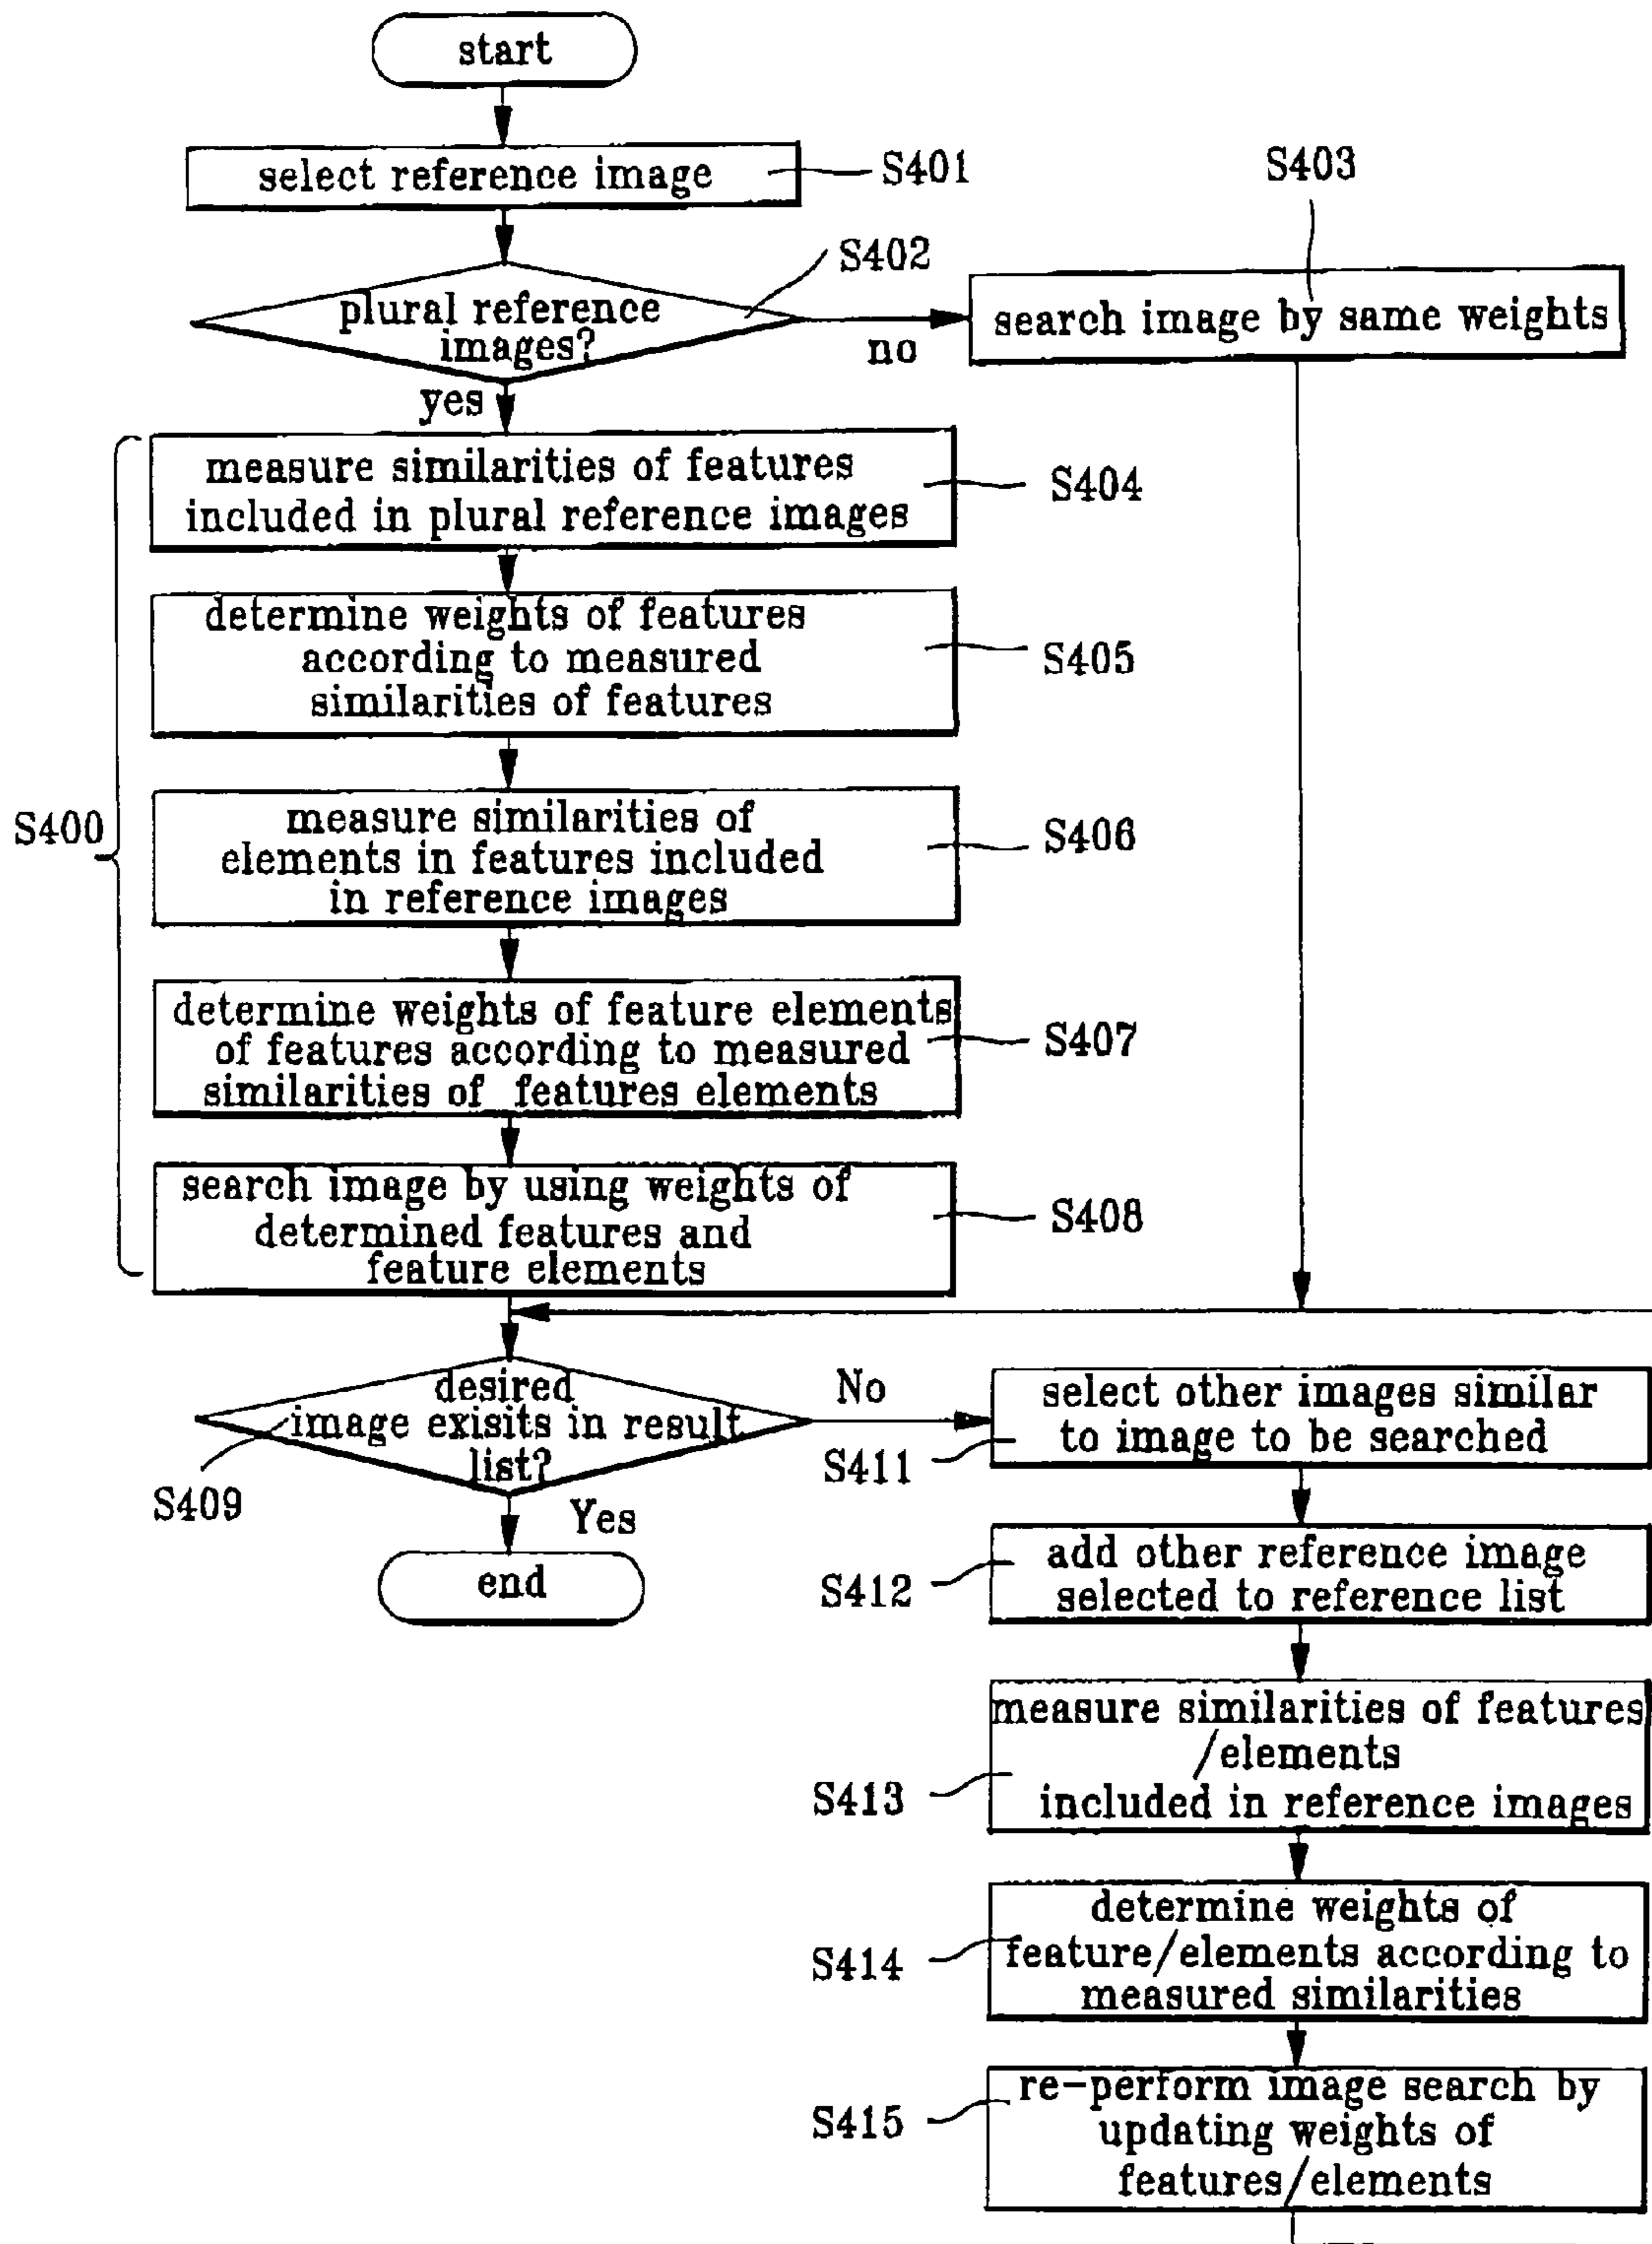 start
select reference image
S401
S403
S402
plural reference
images?
search image by same weights
no
yes
measure similarities of features
included in plural reference images
S404
determine weights of features
according to measured
similarities of features
S405
S400
measure similarities of
elements in features included
in reference images
S406
determine weights of feature elements
of features according to measured
similarities of features elements
S407
search image by using weights of
determined features and
feature elements
S408
desired
image exisits in result
list?
No
S409
Yes
end
select other images similar
to image to be searched
S411
add other reference image
selected to reference list
S412
measure similarities of features
/elements
included in reference images
S413
determine weights of
feature/elements according to
measured similarities
S414
re-perform image search by
updating weights of
features/elements
S415